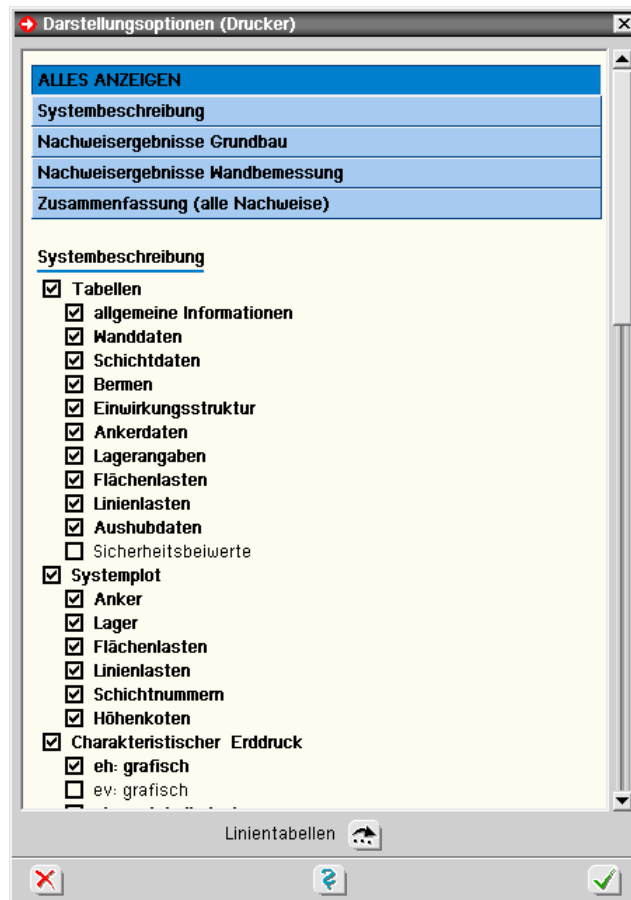 Darstellungsoptionen (Drucker)
ALLES ANZEIGEN
Systembeschreibung
Nachweisergebnisse Grundbau
Nachweisergebnisse Wandbemessung
Zusammenfassung (alle Nachweise)
Systembeschreibung
Tabellen
allgemeine Informationen
Wanddaten
Schichtdaten
Bermen
Einwirkungsstruktur
Ankerdaten
Lagerangaben
Flächenlasten
Linienlasten
Aushubdaten
Sicherheitsbeiwerte
Systemplot
Anker
Lager
Flächenlasten
Linienlasten
Schichtnummern
Höhenkoten
Charakteristischer Erddruck
eh: grafisch
ev: grafisch
Linientabellen